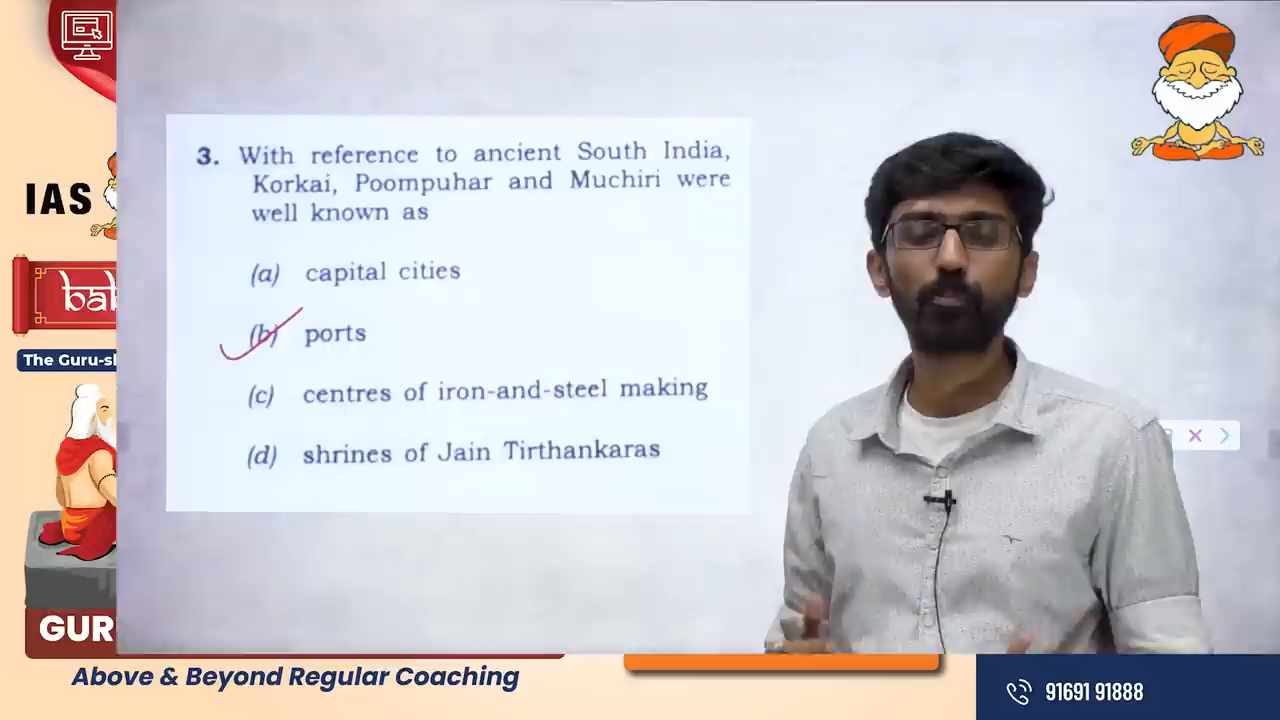 3. With reference to ancient South India,
Korkai, Poompuhar and Muchiri were
well known as
(a) capital cities
(b) ports
(c) centres of iron-and-steel making
(d) shrines of Jain Tirthankaras
IAS
The
GUR
Above & Beyond Regular Coaching
91691 91888